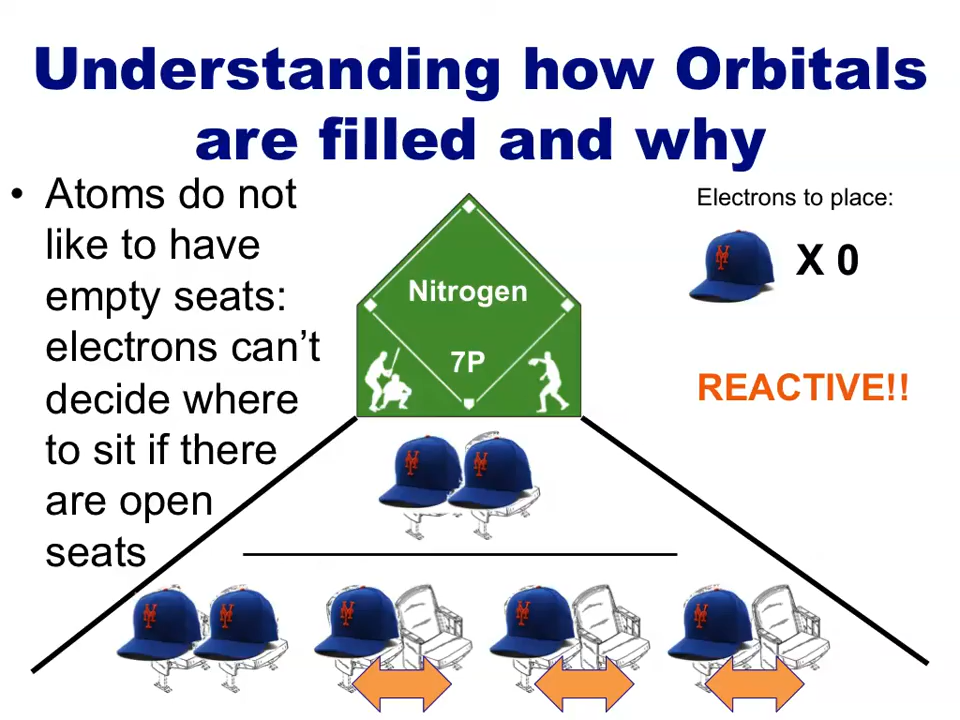 Understanding how Orbitals
are filled and why
• Atoms do not
like to have
empty seats:
electrons can’t
decide where
to sit if there
are open
seats
Nitrogen
7P
Electrons to place:
X 0
REACTIVE!!